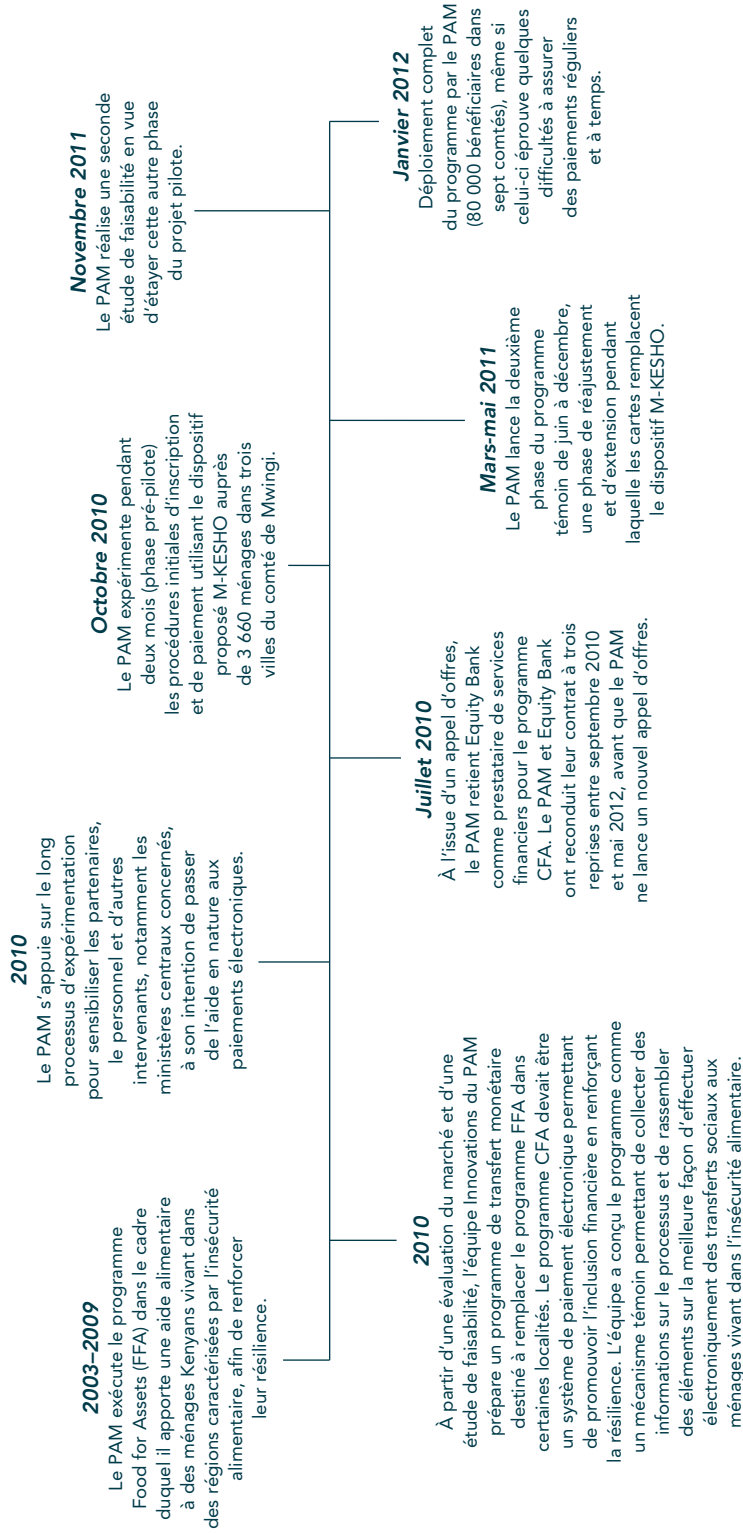 2003–2009
Le PAM exécute le programme
Food for Assets (FFA) dans le cadre
duquel il apporte une aide alimentaire
à des ménages Kenyans vivant dans
des régions caractérisées par l'insécurité
alimentaire, afin de renforcer
leur résilience.
2010
À partir d'une évaluation du marché et d'une
étude de faisabilité, l'équipe Innovations du PAM
prépare un programme de transfert monétaire
destiné à remplacer le programme FFA dans
certaines localités. Le programme CFA devait être
un système de paiement électronique permettant
de promouvoir l'inclusion financière en renforçant
la résilience. L'équipe a conçu le programme comme
un mécanisme témoin permettant de collecter des
informations sur le processus et de rassembler
des éléments sur la meilleure façon d'effectuer
électroniquement des transferts sociaux aux
ménages vivant dans l'insécurité alimentaire.
2010
Le PAM s'appuie sur le long
processus d'expérimentation
pour sensibiliser les partenaires,
le personnel et d'autres
intervenants, notamment les
ministères centraux concernés,
à son intention de passer
de l'aide en nature aux
paiements électroniques.
Juillet 2010
À l'issue d'un appel d'offres,
le PAM retient Equity Bank
comme prestataire de services
financiers pour le programme
CFA. Le PAM et Equity Bank
ont reconduit leur contrat à trois
reprises entre septembre 2010
et mai 2012, avant que le PAM
ne lance un nouvel appel d'offres.
Octobre 2010
Le PAM expérimente pendant
deux mois (phase pré-pilote)
les procédures initiales d'inscription
et de paiement utilisant le dispositif
proposé M-KESHO auprès
de 3 660 ménages dans trois
villes du comté de Mwingi.
Mars-mai 2011
Le PAM lance la deuxième
phase du programme
témoin de juin à décembre,
une phase de réajustement
et d'extension pendant
laquelle les cartes remplacent
le dispositif M-KESHO.
Novembre 2011
Le PAM réalise une seconde
étude de faisabilité en vue
d'étayer cette autre phase
du projet pilote.
Janvier 2012
Déploiement complet
du programme par le PAM
(80 000 bénéficiaires dans
sept comtés), même si
celui-ci éprouve quelques
difficultés à assurer
des paiements réguliers
et à temps.